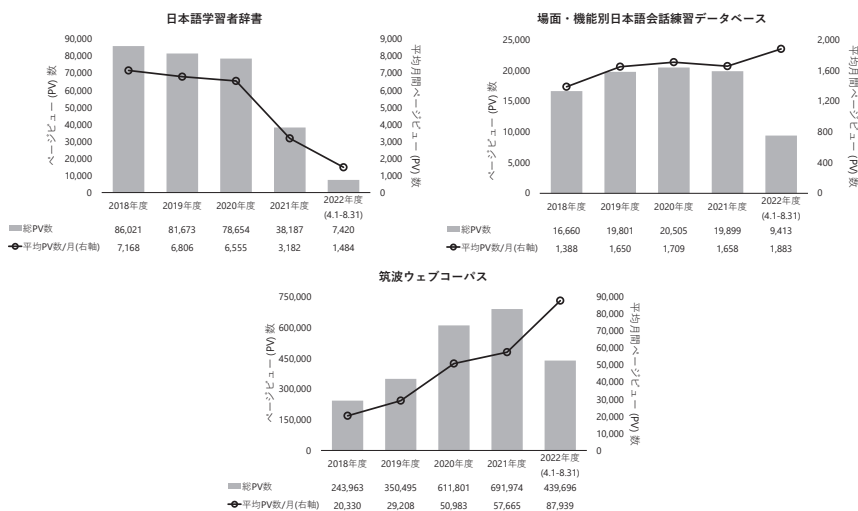 日本語学習者辞書
90,000
80,000
70,000
60,000
50,000
40,000
30,000
20,000
10,000
0
ページビュー (PV) 数
9,000
8,000
7,000
6,000
5,000
4,000
3,000
2,000
1,000
0
平均月間ページビュー (PV) 数
2018年度 2019年度 2020年度 2021年度 2022年度
(4.1-8.31)
総PV数 86,021 81,673 78,654 38,187 7,420
平均PV数/月(右軸) 7,168 6,806 6,555 3,182 1,484
場面・機能別日本語会話練習データベース
25,000
20,000
15,000
10,000
5,000
0
ページビュー (PV) 数
2,000
1,600
1,200
800
400
0
平均月間ページビュー (PV) 数
2018年度 2019年度 2020年度 2021年度 2022年度
(4.1-8.31)
総PV数 16,660 19,801 20,505 19,899 9,413
平均PV数/月(右軸) 1,388 1,650 1,709 1,658 1,883
筑波ウェブコーパス
750,000
600,000
450,000
300,000
150,000
0
ページビュー (PV) 数
90,000
80,000
70,000
60,000
50,000
40,000
30,000
20,000
10,000
0
平均月間ページビュー (PV) 数
2018年度 2019年度 2020年度 2021年度 2022年度
(4.1-8.31)
総PV数 243,963 350,495 611,801 691,974 439,696
平均PV数/月(右軸) 20,330 29,208 50,983 57,665 87,939